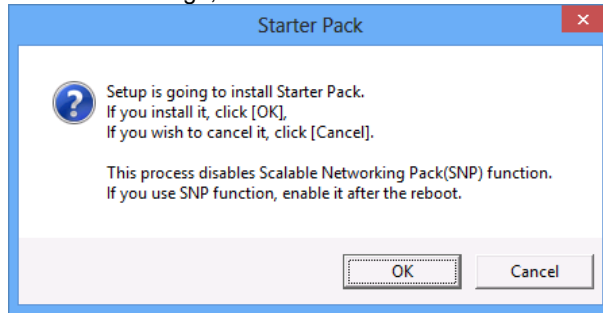 Starter Pack
Setup is going to install Starter Pack.
If you install it, click [OK],
If you wish to cancel it, click [Cancel].
This process disables Scalable Networking Pack(SNP) function.
If you use SNP function, enable it after the reboot.
OK
Cancel